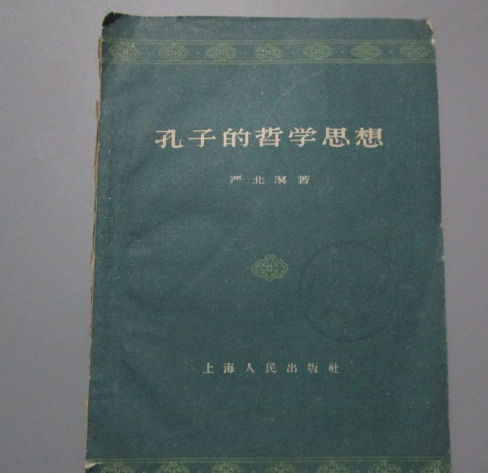 孔子的哲学思想
严北溟著
上海人民出版社